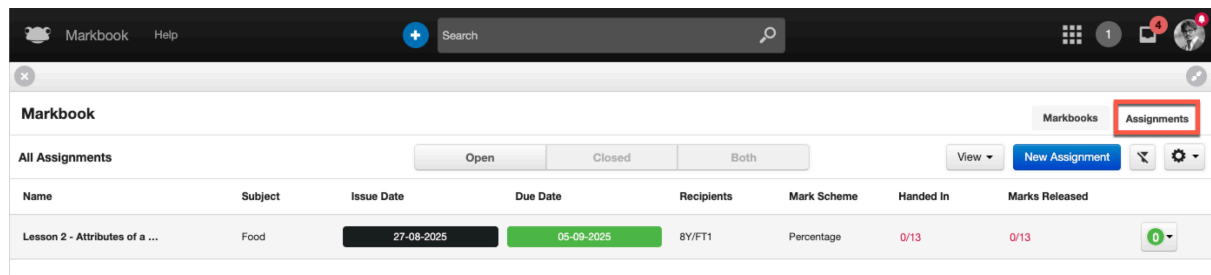 Markbook Help Search 1 4
Markbook Markbooks Assignments
All Assignments Open Closed Both View New Assignment
Name Subject Issue Date Due Date Recipients Mark Scheme Handed In Marks Released
Lesson 2 - Attributes of a ... Food 27-08-2025 05-09-2025 8Y/FT1 Percentage 0/13 0/13 0